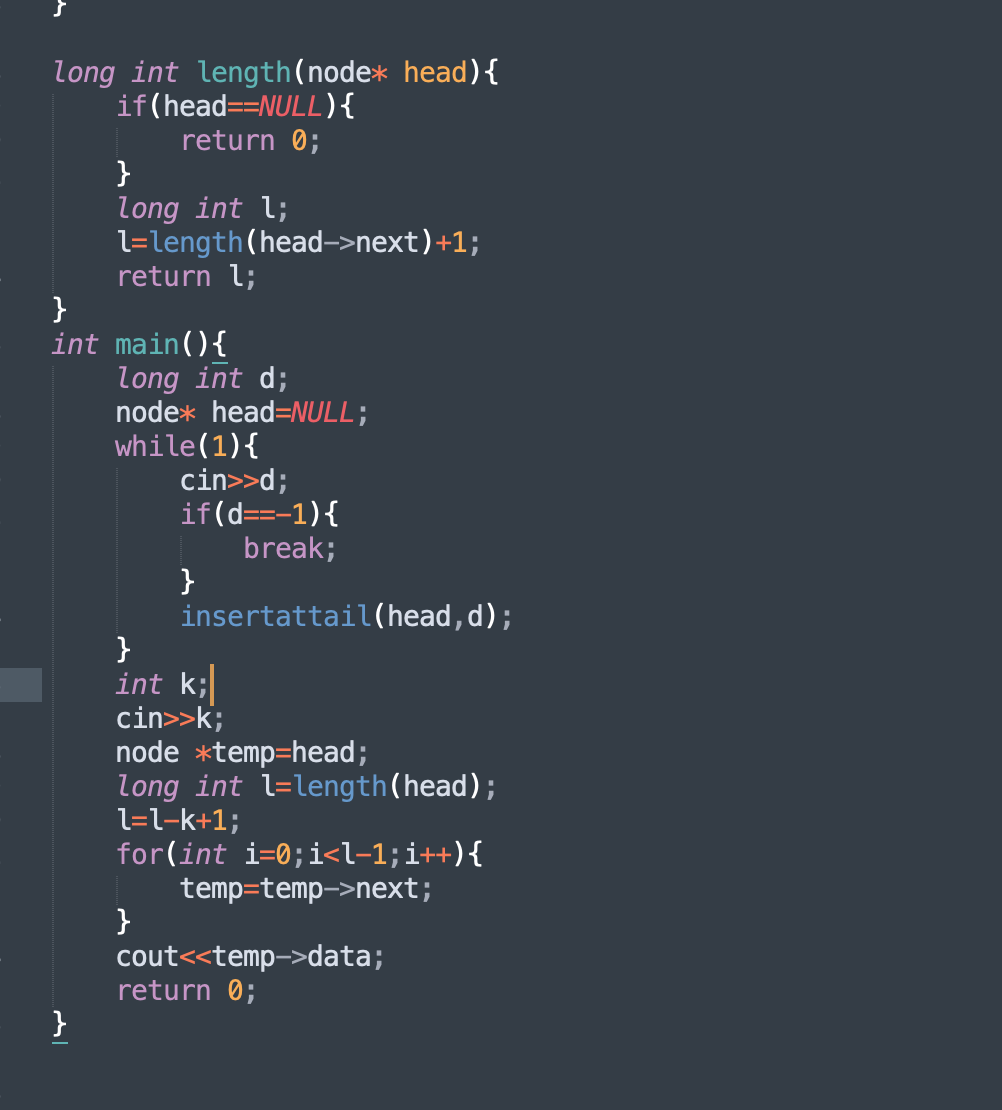 }
long int length(node* head){
    if(head==NULL){
        return 0;
    }
    long int l;
    l=length(head->next)+1;
    return l;
}
int main(){
    long int d;
    node* head=NULL;
    while(1){
        cin>>d;
        if(d==-1){
            break;
        }
        insertattail(head,d);
    }
    int k;
    cin>>k;
    node *temp=head;
    long int l=length(head);
    l=l-k+1;
    for(int i=0;i<l-1;i++){
        temp=temp->next;
    }
    cout<<temp->data;
    return 0;
}